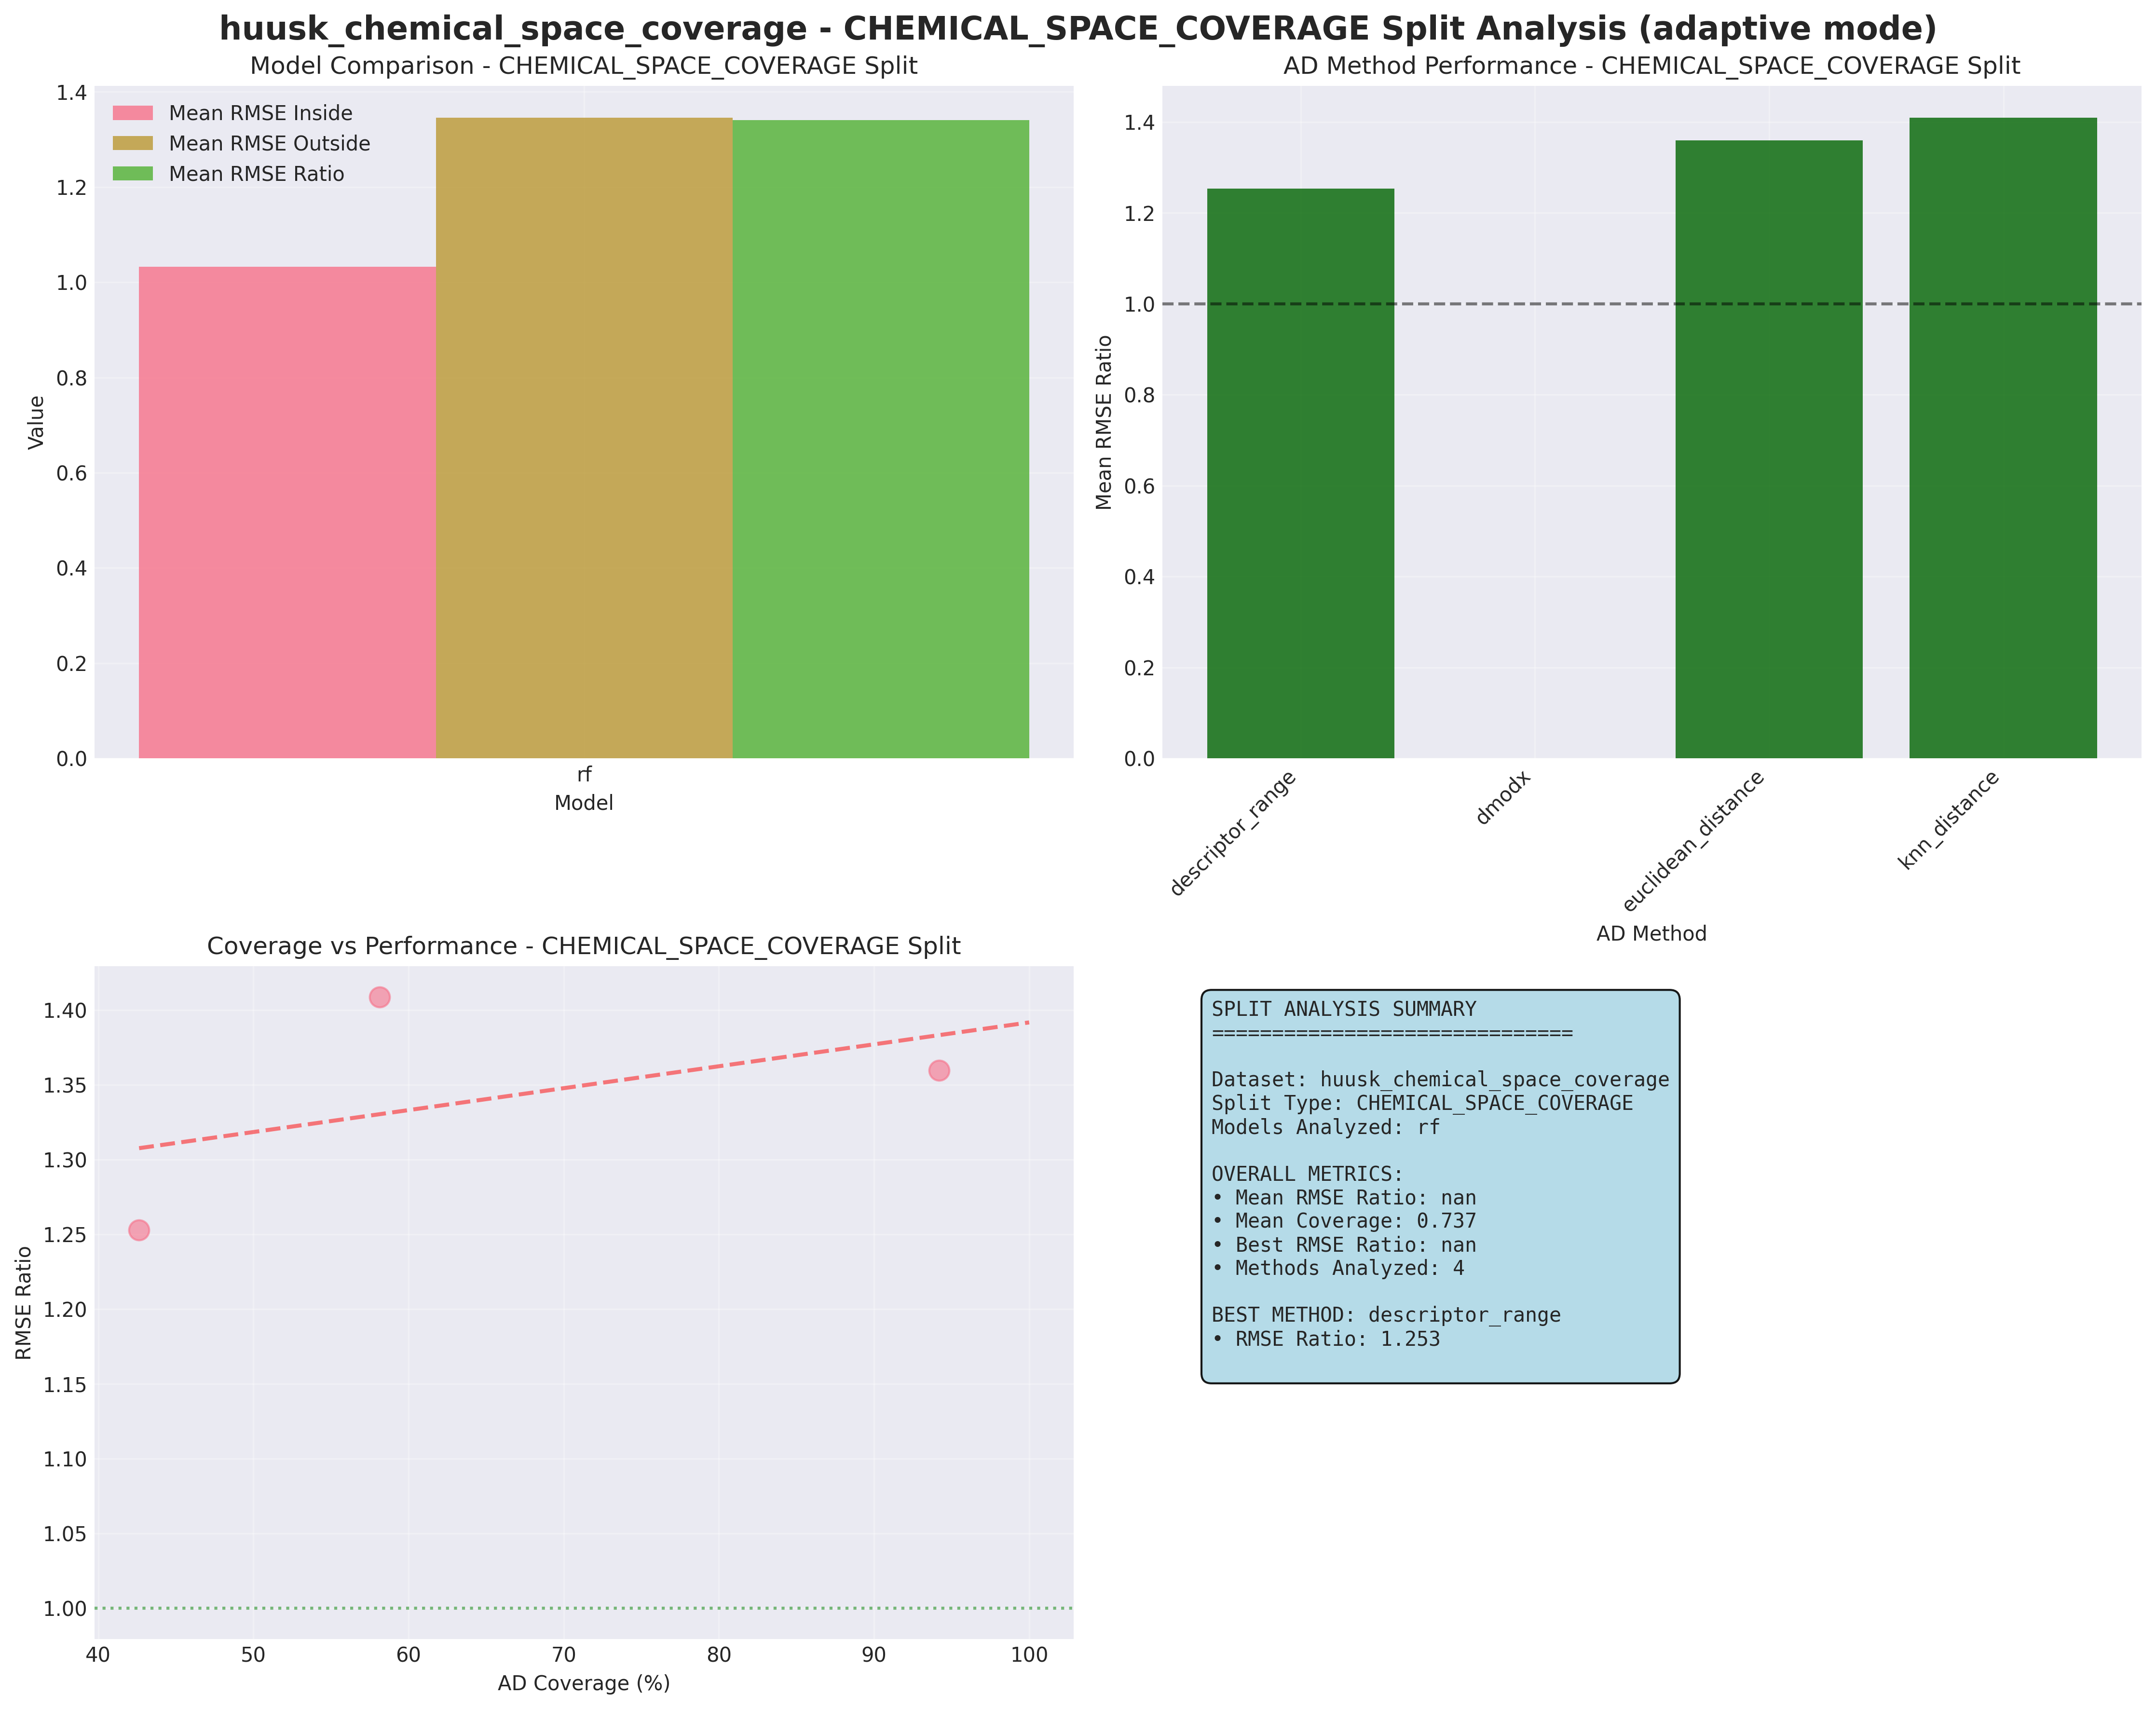 huusk_chemical_space_coverage - CHEMICAL_SPACE_COVERAGE Split Analysis (adaptive mode)
Model Comparison - CHEMICAL_SPACE_COVERAGE Split
Mean RMSE Inside
Mean RMSE Outside
Mean RMSE Ratio
Value
1.4
1.2
1.0
0.8
0.6
0.4
0.2
0.0
rf
Model
AD Method Performance - CHEMICAL_SPACE_COVERAGE Split
Mean RMSE Ratio
1.4
1.2
1.0
0.8
0.6
0.4
0.2
0.0
descriptor_range
dmodx
euclidean_distance
knn_distance
AD Method
Coverage vs Performance - CHEMICAL_SPACE_COVERAGE Split
RMSE Ratio
1.40
1.35
1.30
1.25
1.20
1.15
1.10
1.05
1.00
40
50
60
70
80
90
100
AD Coverage (%)
SPLIT ANALYSIS SUMMARY
==============================
Dataset: huusk_chemical_space_coverage
Split Type: CHEMICAL_SPACE_COVERAGE
Models Analyzed: rf
OVERALL METRICS:
• Mean RMSE Ratio: nan
• Mean Coverage: 0.737
• Best RMSE Ratio: nan
• Methods Analyzed: 4
BEST METHOD: descriptor_range
• RMSE Ratio: 1.253